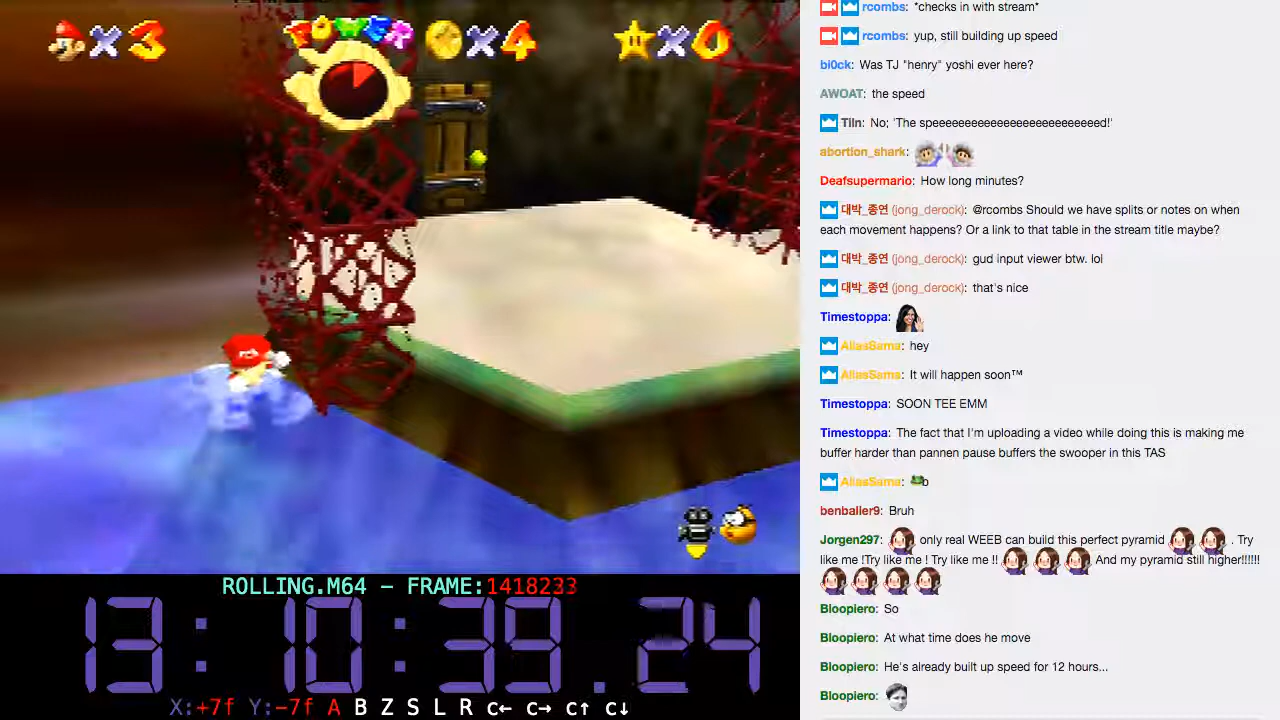 ×3
POWER
×4
×0
ROLLING.M64 – FRAME:1418233
13:10:39.24
X:+7f Y:-7f A B Z S L R C← C→ C↑ C↓
rcombs: *checks in with stream*
rcombs: yup, still building up speed
bi0ck: Was TJ "henry" yoshi ever here?
AWOAT: the speed
Tiln: No; 'The speeeeeeeeeeeeeeeeeeeeeeeeed!'
abortion_shark:
Deafsupermario: How long minutes?
대박_종연 (jong_derock): @rcombs Should we have splits or notes on when
each movement happens? Or a link to that table in the stream title maybe?
대박_종연 (jong_derock): gud input viewer btw. lol
대박_종연 (jong_derock): that's nice
Timestoppa:
AliasSama: hey
AliasSama: It will happen soon™
Timestoppa: SOON TEE EMM
Timestoppa: The fact that I'm uploading a video while doing this is making me
buffer harder than pannen pause buffers the swooper in this TAS
AliasSama: b
benballer9: Bruh
Jorgen297: only real WEEB can build this perfect pyramid . Try
like me !Try like me ! Try like me !! And my pyramid still higher!!!!!!
Bloopiero: So
Bloopiero: At what time does he move
Bloopiero: He's already built up speed for 12 hours...
Bloopiero: